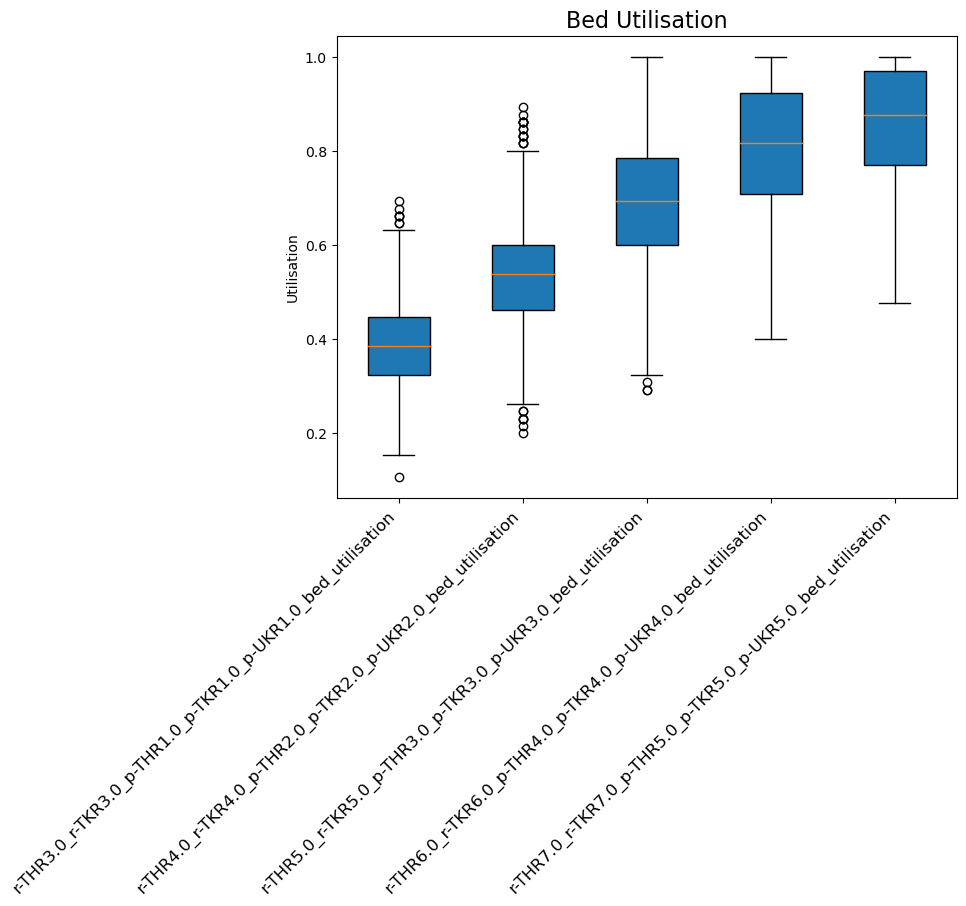 Bed Utilisation
Utilisation
1.0
0.8
0.6
0.4
0.2
r-THR3.0_r-TKR3.0_p-THR1.0_p-TKR1.0_p-UKR1.0_bed_utilisation
r-THR4.0_r-TKR4.0_p-THR2.0_p-TKR2.0_p-UKR2.0_bed_utilisation
r-THR5.0_r-TKR5.0_p-THR3.0_p-TKR3.0_p-UKR3.0_bed_utilisation
r-THR6.0_r-TKR6.0_p-THR4.0_p-TKR4.0_p-UKR4.0_bed_utilisation
r-THR7.0_r-TKR7.0_p-THR5.0_p-TKR5.0_p-UKR5.0_bed_utilisation